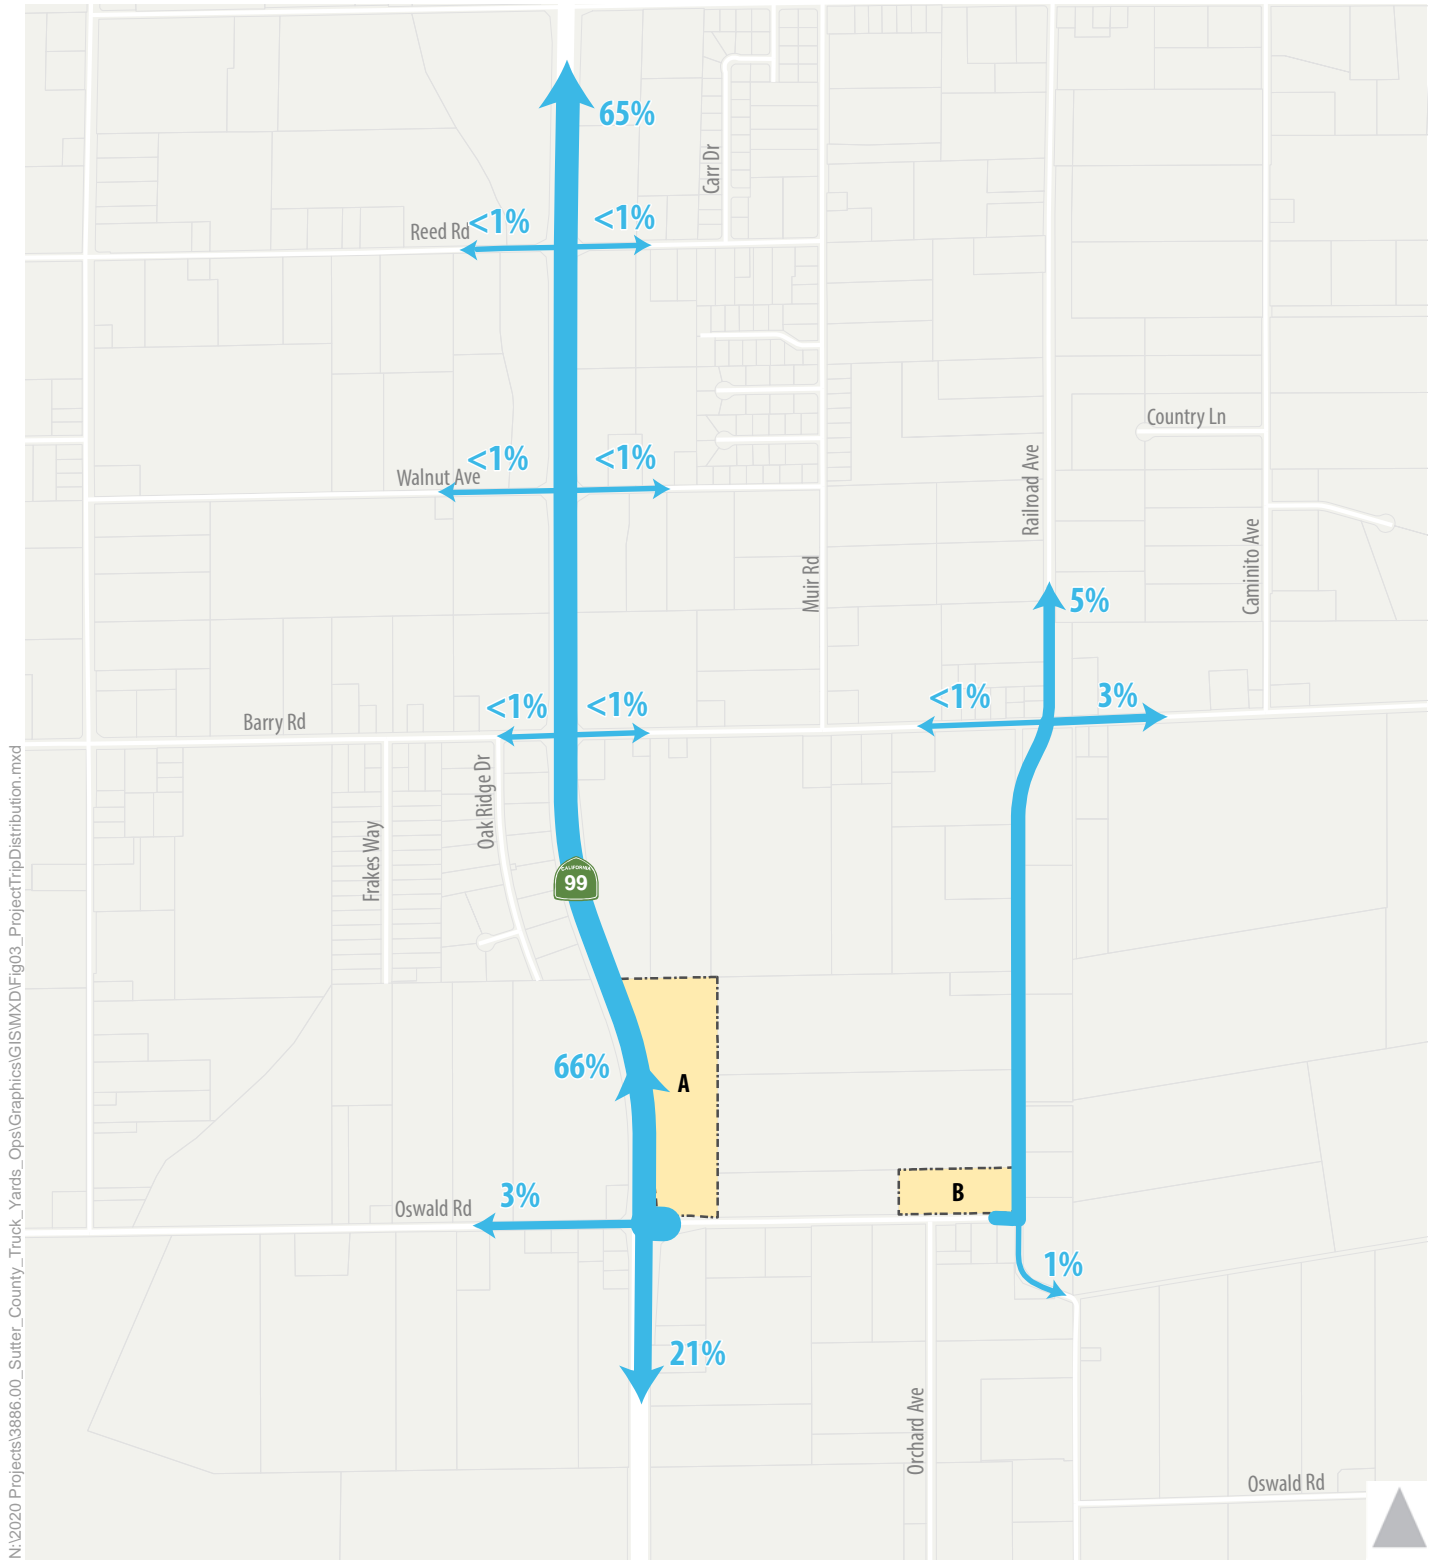 65%
Carr Dr
Reed Rd
<1%
<1%
Country Ln
<1%
<1%
Walnut Ave
Railroad Ave
Caminito Ave
Muir Rd
5%
<1%
<1%
<1%
3%
Barry Rd
Oak Ridge Dr
Frakes Way
CALIFORNIA
99
66%
A
B
3%
Oswald Rd
1%
21%
Orchard Ave
Oswald Rd
N:\2020 Projects\3886.00_Sutter_County_Truck_Yards_Ops\Graphics\GIS\MXD\Fig03_ProjectTripDistribution.mxd